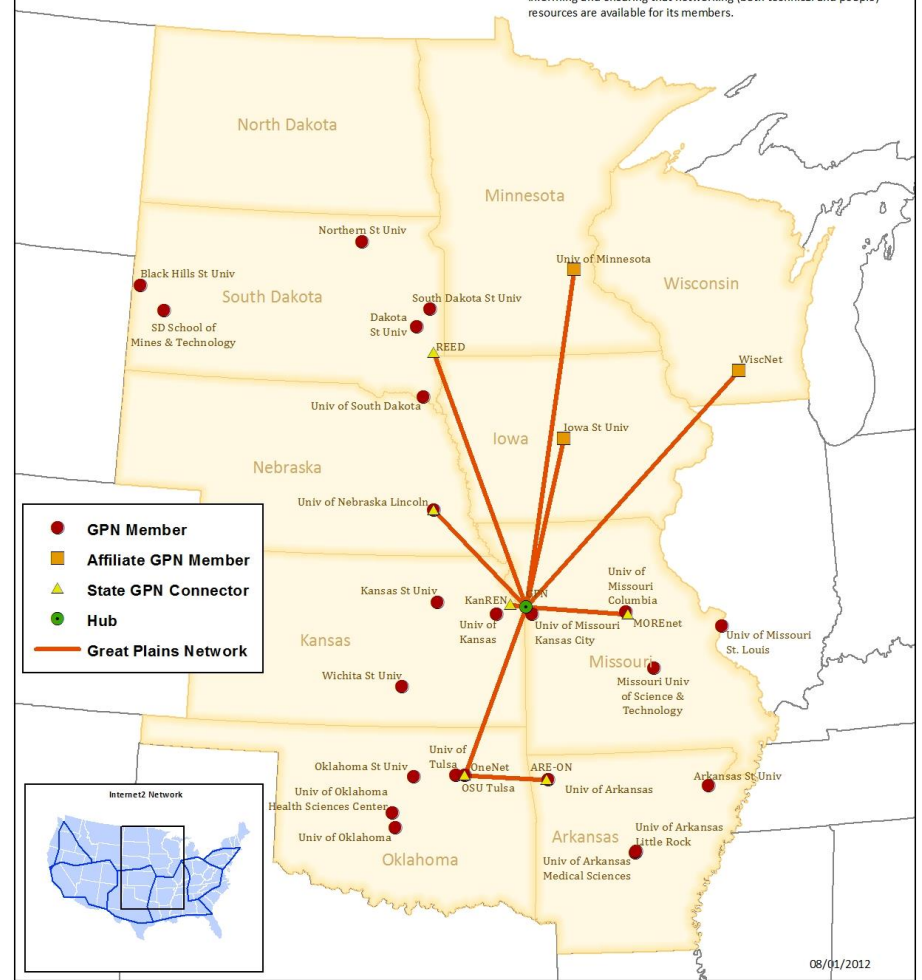 resources are available for its members.
North Dakota
Minnesota
Northern St Univ
Univ of Minnesota
Black Hills St Univ
Wisconsin
South Dakota
South Dakota St Univ
Dakota
St Univ
SD School of
Mines & Technology
REED
WiscNet
Univ of South Dakota
Iowa St Univ
Iowa
Nebraska
Univ of Nebraska Lincoln
GPN Member
Affiliate GPN Member
State GPN Connector
Hub
Great Plains Network
Kansas St Univ
KanREN
GPN
Univ of
Missouri
Columbia
Univ of
Kansas
Univ of Missouri
Kansas City
MOREnet
Univ of Missouri
St. Louis
Kansas
Missouri
Wichita St Univ
Missouri Univ
of Science &
Technology
Univ of
Tulsa
Oklahoma St Univ
OneNet
OSU Tulsa
ARE-ON
Univ of Arkansas
Arkansas St Univ
Univ of Oklahoma
Health Sciences Center
Univ of Oklahoma
Oklahoma
Arkansas
Univ of Arkansas
Little Rock
Univ of Arkansas
Medical Sciences
Internet2 Network
08/01/2012